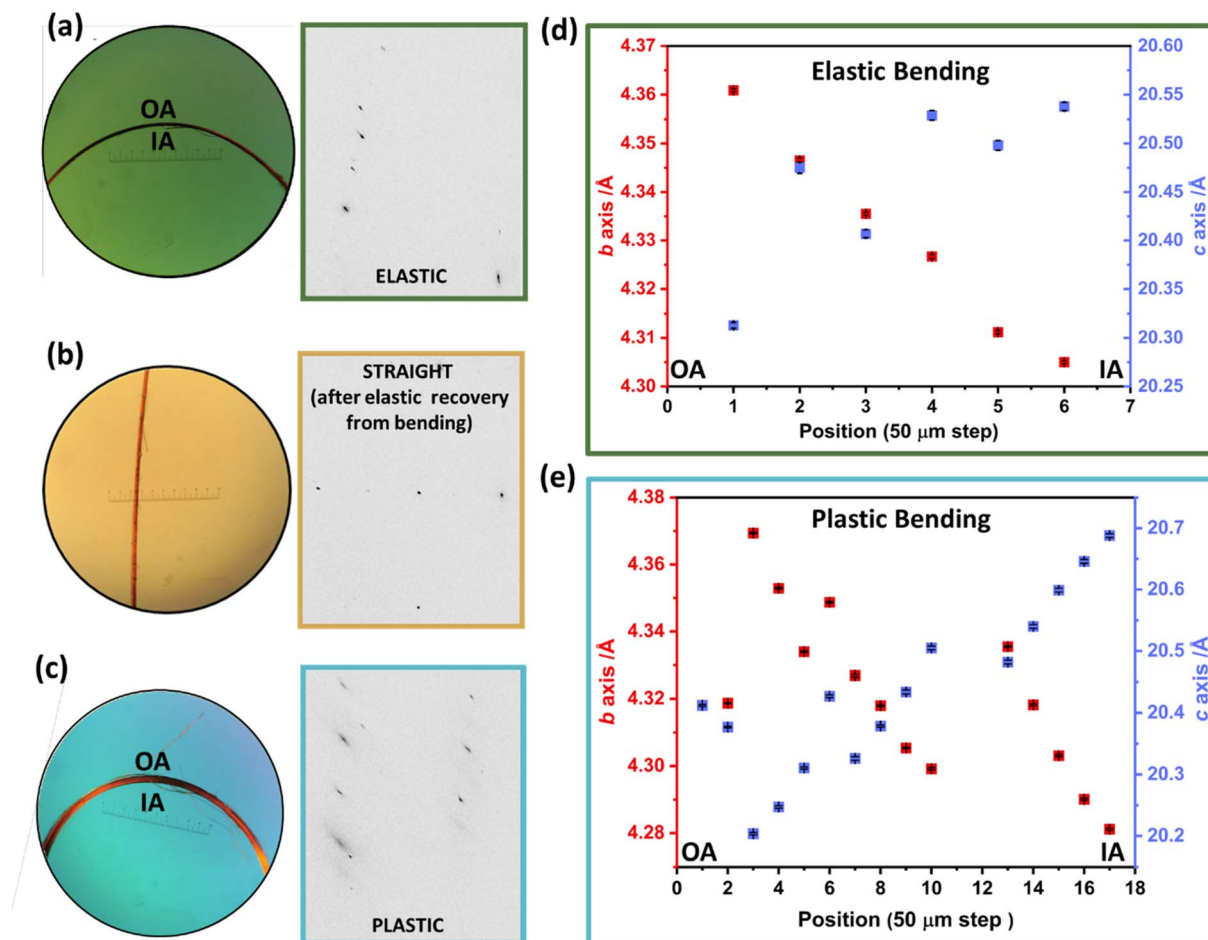 (a)
OA
IA
ELASTIC
(b)
STRAIGHT
(after elastic recovery
from bending)
(c)
OA
IA
PLASTIC
(d)
Elastic Bending
4.37
4.36
4.35
4.34
4.33
4.32
4.31
4.30
b axis /Å
20.60
20.55
20.50
20.45
20.40
20.35
20.30
20.25
c axis /Å
OA
IA
0 1 2 3 4 5 6 7
Position (50 μm step)
(e)
Plastic Bending
4.38
4.36
4.34
4.32
4.30
4.28
b axis /Å
20.7
20.6
20.5
20.4
20.3
20.2
c axis /Å
OA
IA
0 2 4 6 8 10 12 14 16 18
Position (50 μm step )